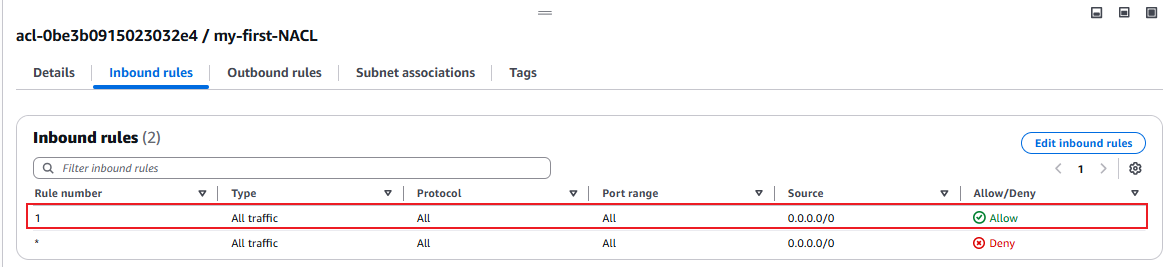 acl-0be3b0915023032e4 / my-first-NACL
Details Inbound rules Outbound rules Subnet associations Tags
Inbound rules (2)
Edit inbound rules
Filter inbound rules
1
Rule number Type Protocol Port range Source Allow/Deny
1 All traffic All All 0.0.0.0/0 Allow
* All traffic All All 0.0.0.0/0 Deny